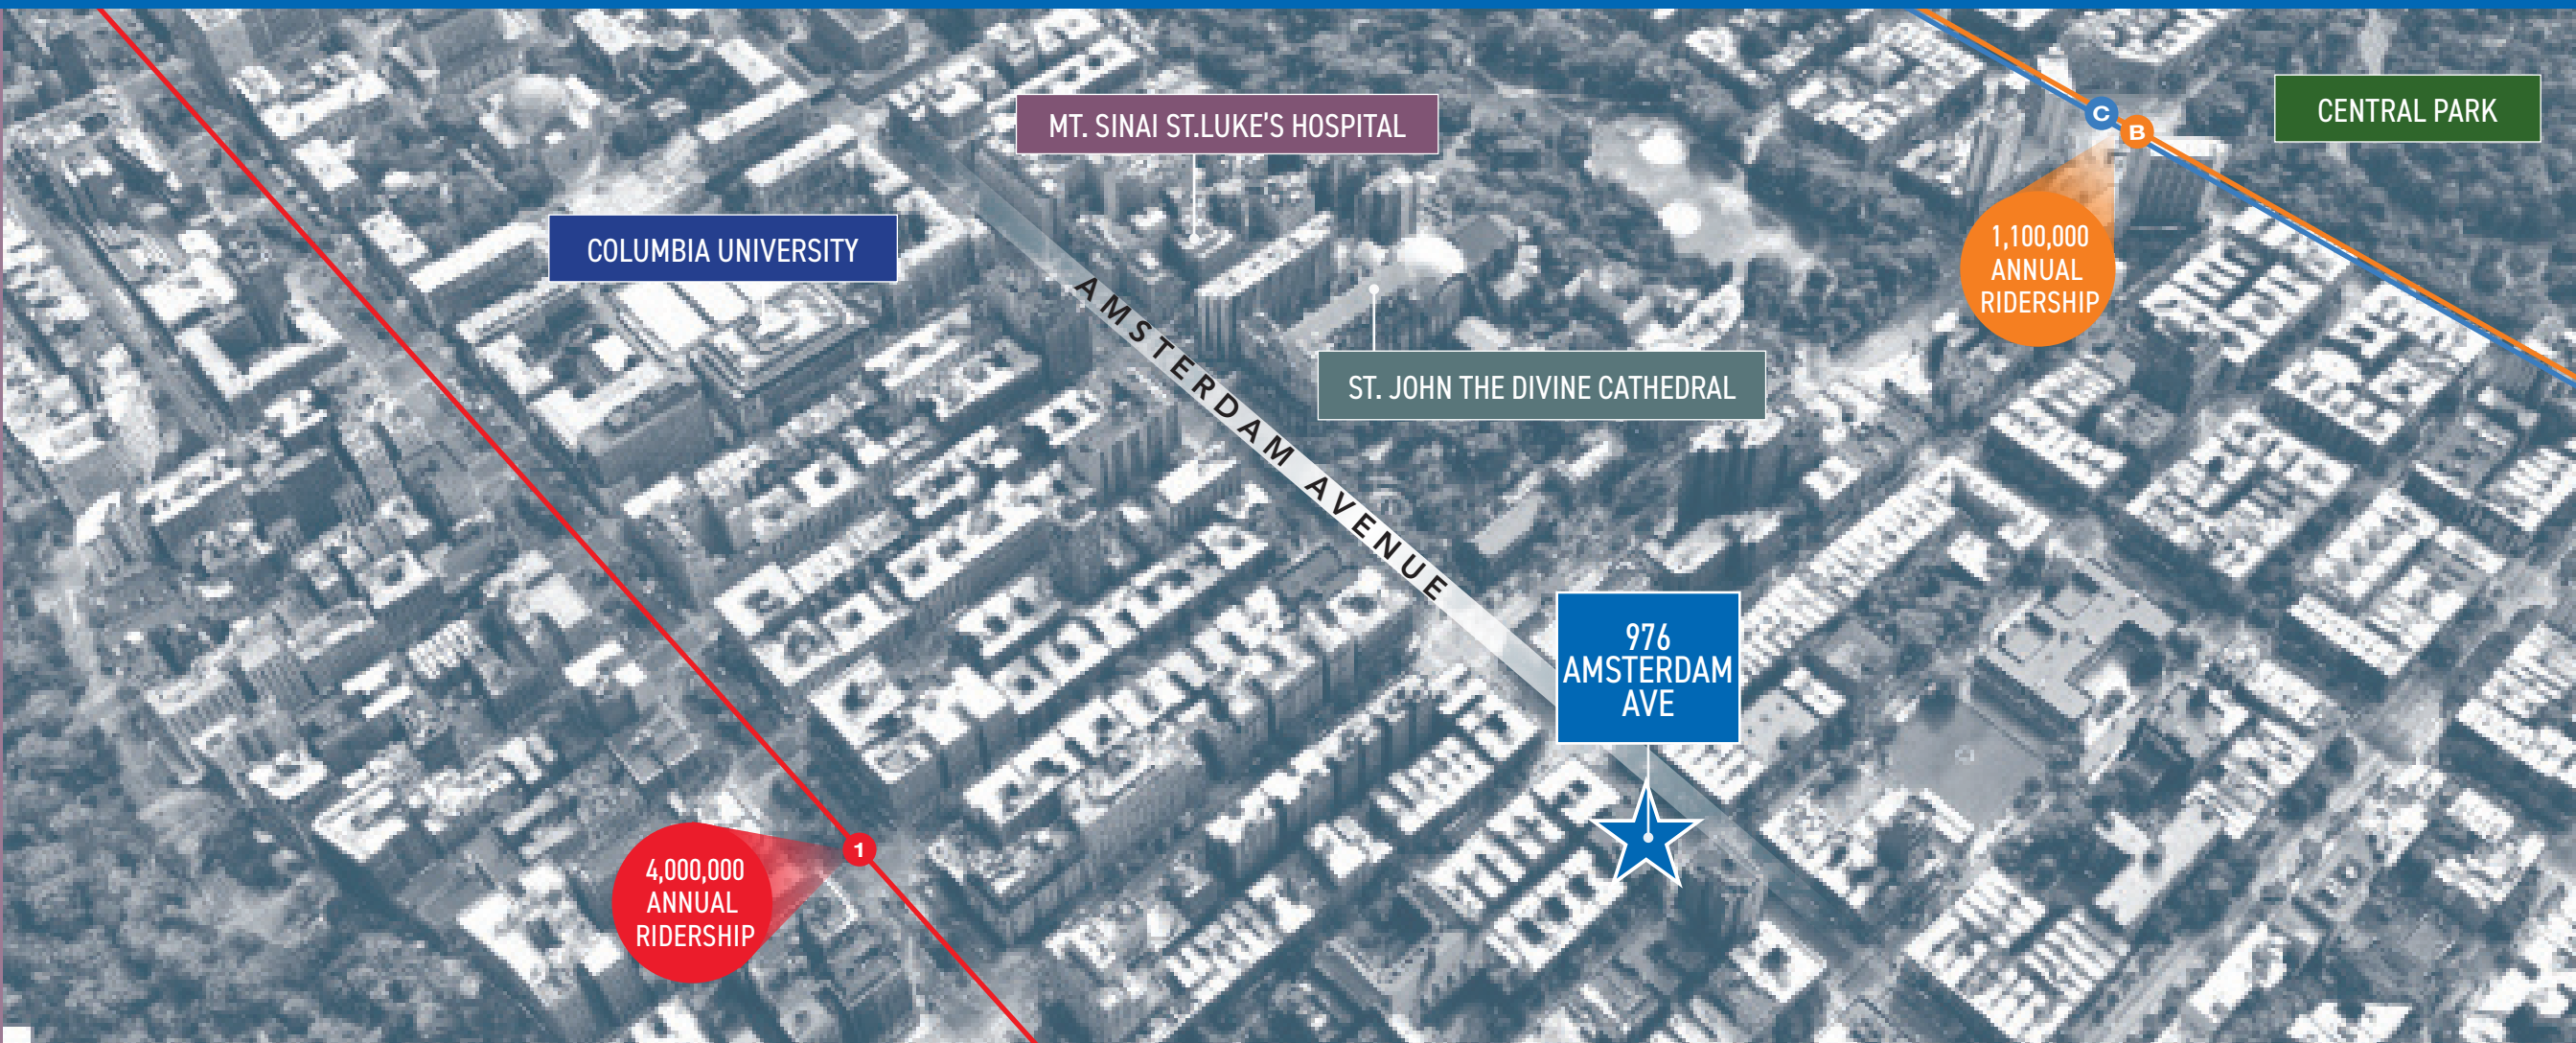 CENTRAL PARK
C
B
MT. SINAI ST.LUKE'S HOSPITAL
COLUMBIA UNIVERSITY
1,100,000
ANNUAL
RIDERSHIP
AMSTERDAM AVENUE
ST. JOHN THE DIVINE CATHEDRAL
976
AMSTERDAM
AVE
1
4,000,000
ANNUAL
RIDERSHIP